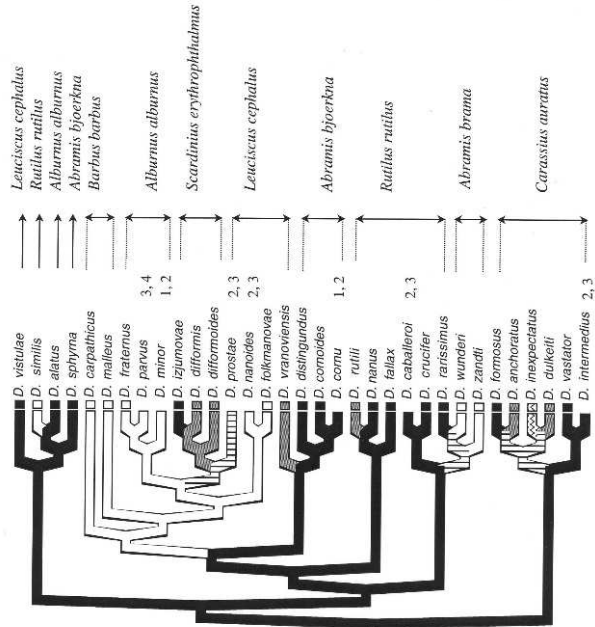 Leuciscus cephalus
Rutilus rutilus
Alburnus alburnus
Abramis bjoerkna
Barbus barbus
Alburnus alburnus
Scardinius erythrophthalmus
Leuciscus cephalus
Abramis bjoerkna
Rutilus rutilus
Abramis brama
Carassius auratus
3, 4
1, 2
2, 3
2, 3
1, 2
2, 3
2, 3
D. vistulae
D. similis
D. alatus
D. sphyrna
D. carpathicus
D. malleus
D. fraternus
D. parvus
D. minor
D. izjumovae
D. difformis
D. difformoides
D. prostae
D. nanoides
D. folkmanovae
D. vranoviensis
D. distingundus
D. cornoides
D. cornu
D. rutili
D. nanus
D. fallax
D. caballeroi
D. crucifer
D. rarissimus
D. wunderi
D. zandti
D. formosus
D. anchoratus
D. inexpectatus
D. dulkeiti
D. vastator
D. intermedius